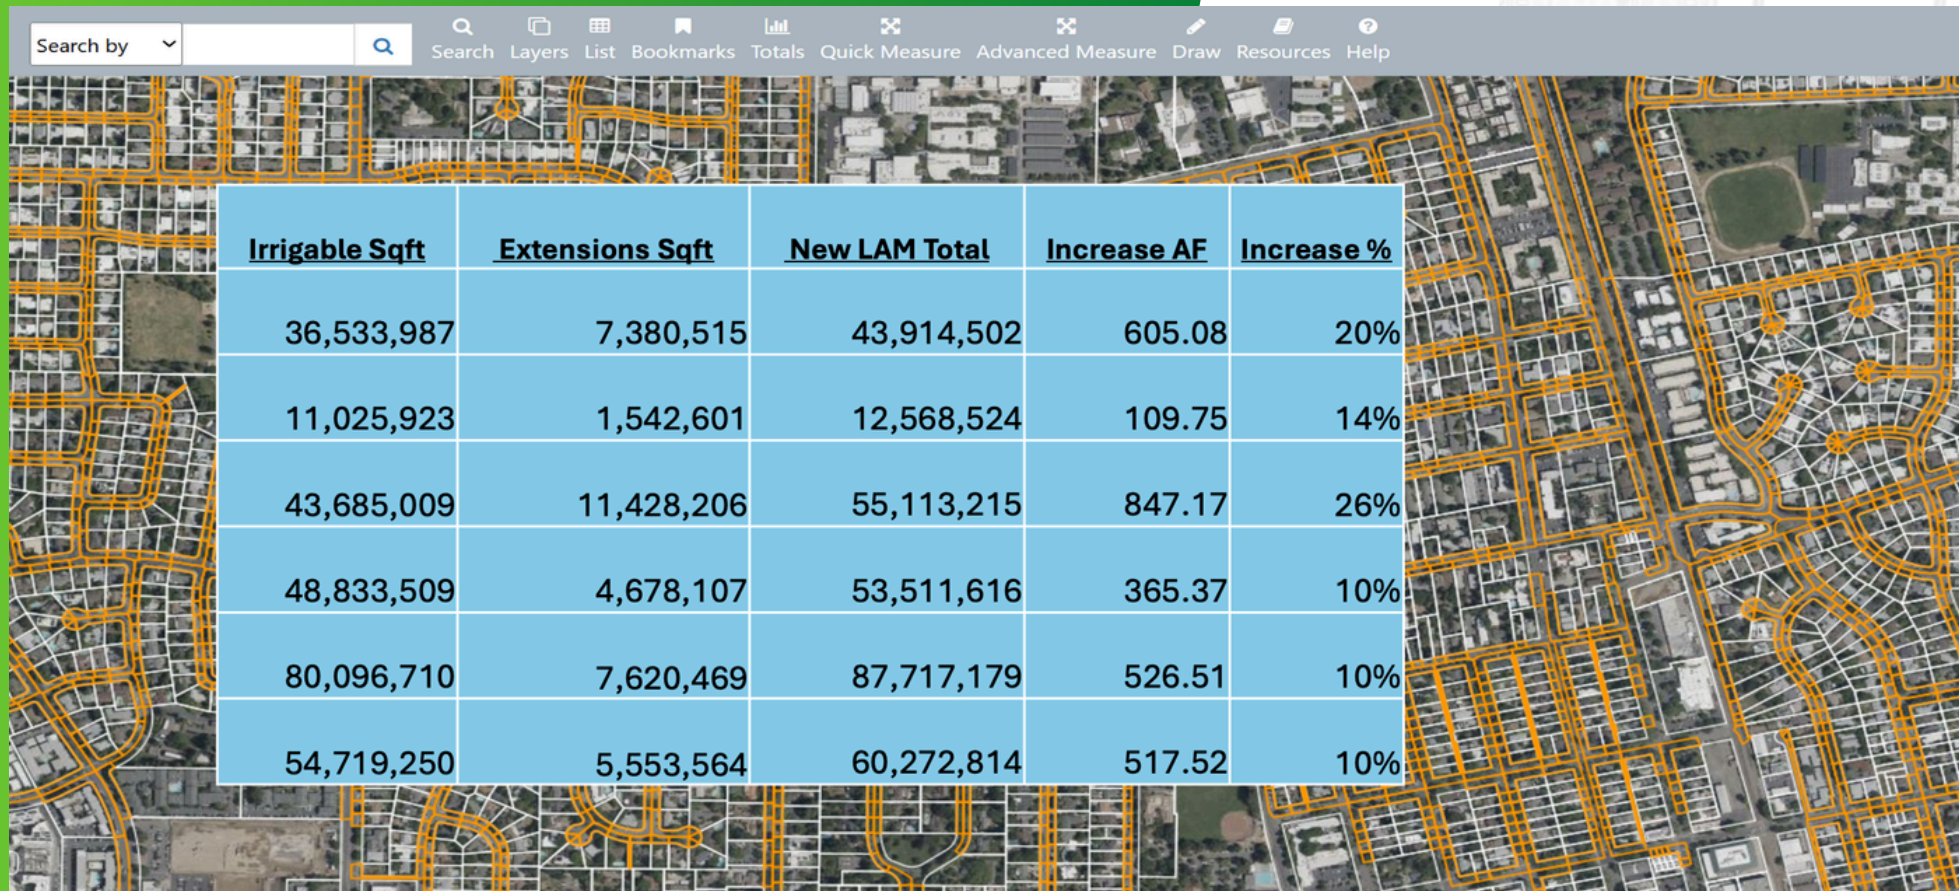 Search by
Search Layers List Bookmarks Totals Quick Measure Advanced Measure Draw Resources Help
Irrigable Sqft Extensions Sqft New LAM Total Increase AF Increase %
36,533,987 7,380,515 43,914,502 605.08 20%
11,025,923 1,542,601 12,568,524 109.75 14%
43,685,009 11,428,206 55,113,215 847.17 26%
48,833,509 4,678,107 53,511,616 365.37 10%
80,096,710 7,620,469 87,717,179 526.51 10%
54,719,250 5,553,564 60,272,814 517.52 10%